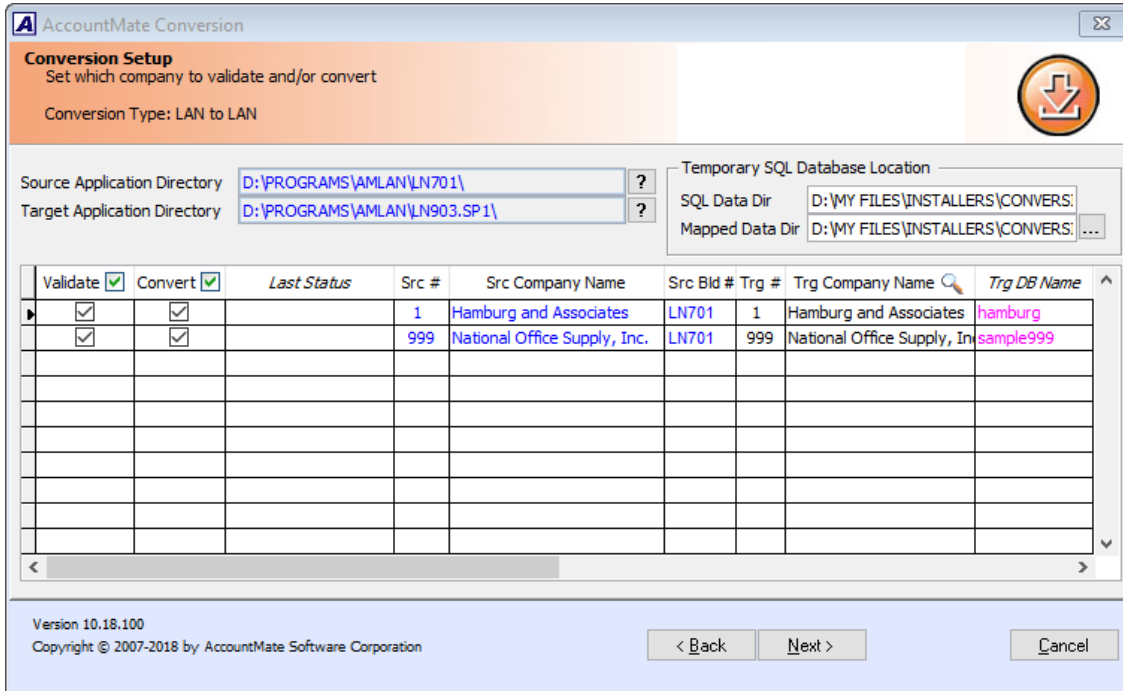 AccountMate Conversion
Conversion Setup
Set which company to validate and/or convert
Conversion Type: LAN to LAN
Source Application Directory D:\PROGRAMS\AMLAN\LN701\ ?
Target Application Directory D:\PROGRAMS\AMLAN\LN903.SP1\ ?
Temporary SQL Database Location
SQL Data Dir D:\MY FILES\INSTALLERS\CONVERS
Mapped Data Dir D:\MY FILES\INSTALLERS\CONVERS ...
Validate Convert Last Status Src # Src Company Name Src Bld # Trg # Trg Company Name Trg DB Name
1 Hamburg and Associates LN701 1 Hamburg and Associates hamburg
999 National Office Supply, Inc. LN701 999 National Office Supply, In sample999
Version 10.18.100
Copyright © 2007-2018 by AccountMate Software Corporation
< Back Next > Cancel